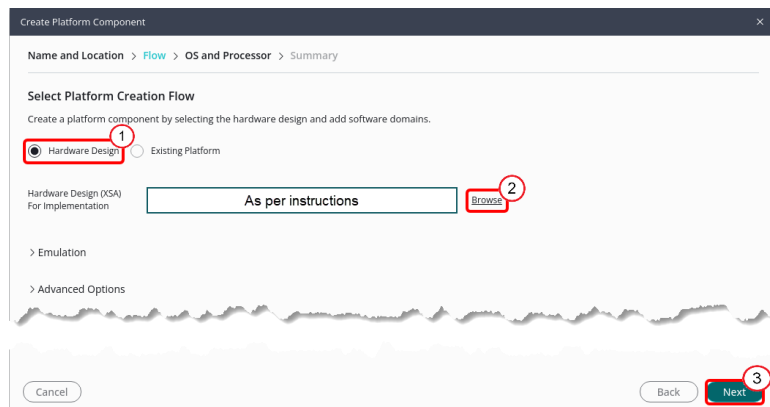 Create Platform Component ×
Name and Location > Flow > OS and Processor > Summary
Select Platform Creation Flow
Create a platform component by selecting the hardware design and add software domains.
1
Hardware Design Existing Platform
Hardware Design (XSA)
For Implementation
As per instructions
Browse
2
> Emulation
> Advanced Options
Cancel
Back
Next
3